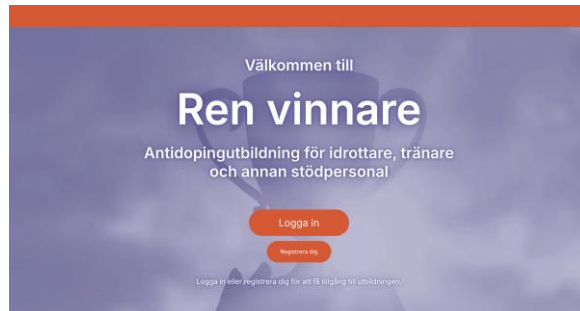 Välkommen till
Ren vinnare
Antidopingutbildning för idrottare, tränare
och annan stödpersonal
Logga in
Registrera dig
Logga in eller registrera dig för att få tillgång till utbildningen.